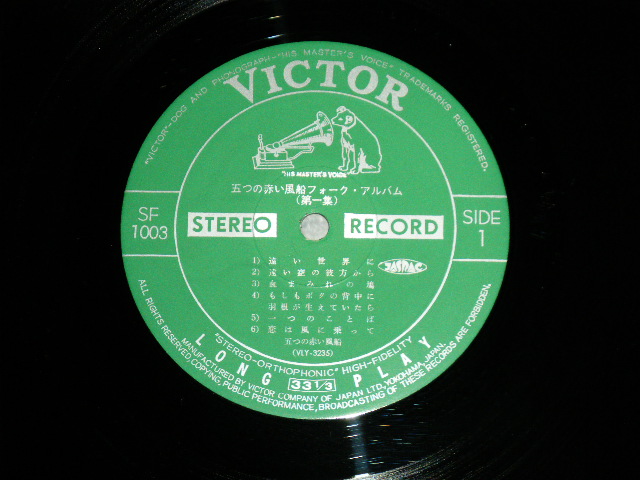 "VICTOR"-DOG AND PHONOGRAPH-"HIS MASTER'S VOICE" TRADEMARKS REGISTERED.
VICTOR
"HIS MASTER'S VOICE"
五つの赤い風船フォーク・アルバム
(第一集)
SF
1003
STEREO
RECORD
SIDE
1
1) 遠い世界に
2) 遠い空の彼方から
3) 血まみれの鳩
4) もしもボクの背中に
羽根が生えていたら
5) 一つのことば
6) 恋は風に乗って
五つの赤い風船
(VLY-3235)
JASRAC
"STEREO-ORTHOPHONIC" HIGH-FIDELITY
LONG 33 1/3 PLAY
MANUFACTURED BY VICTOR COMPANY OF JAPAN LTD. YOKOHAMA, JAPAN.
ALL RIGHTS RESERVED, COPYING, PUBLIC PERFORMANCE, BROADCASTING OF THESE RECORDS ARE FORBIDDEN.